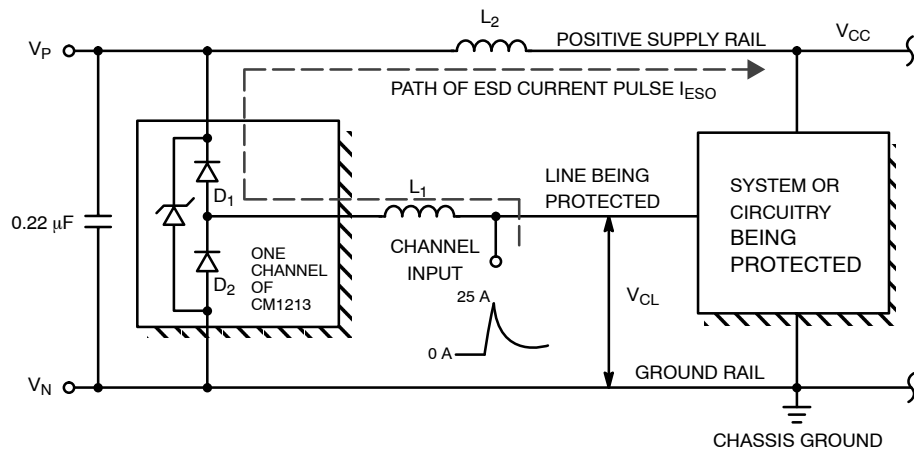 L2
VP
POSITIVE SUPPLY RAIL
VCC
PATH OF ESD CURRENT PULSE IESO
D1
L1
LINE BEING
PROTECTED
SYSTEM OR
CIRCUITRY
BEING
PROTECTED
0.22 μF
D2
ONE
CHANNEL
OF
CM1213
CHANNEL
INPUT
25 A
0 A
VCL
VN
GROUND RAIL
CHASSIS GROUND